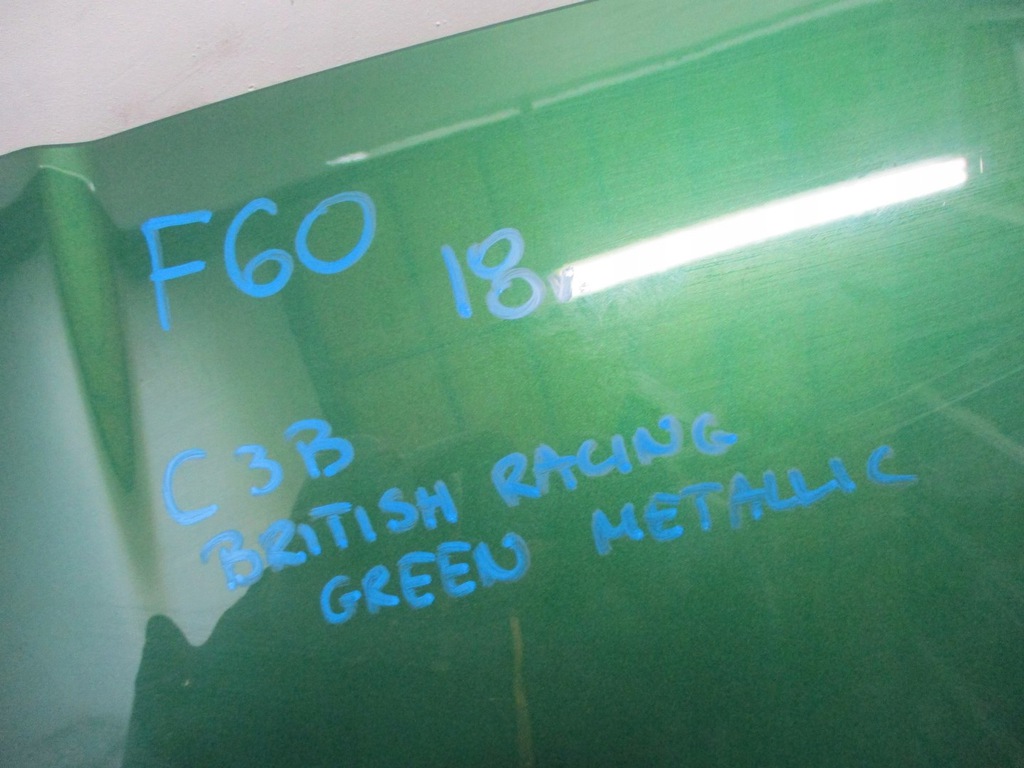 F60 18
C3B
BRITISH RACING
GREEN METALLIC